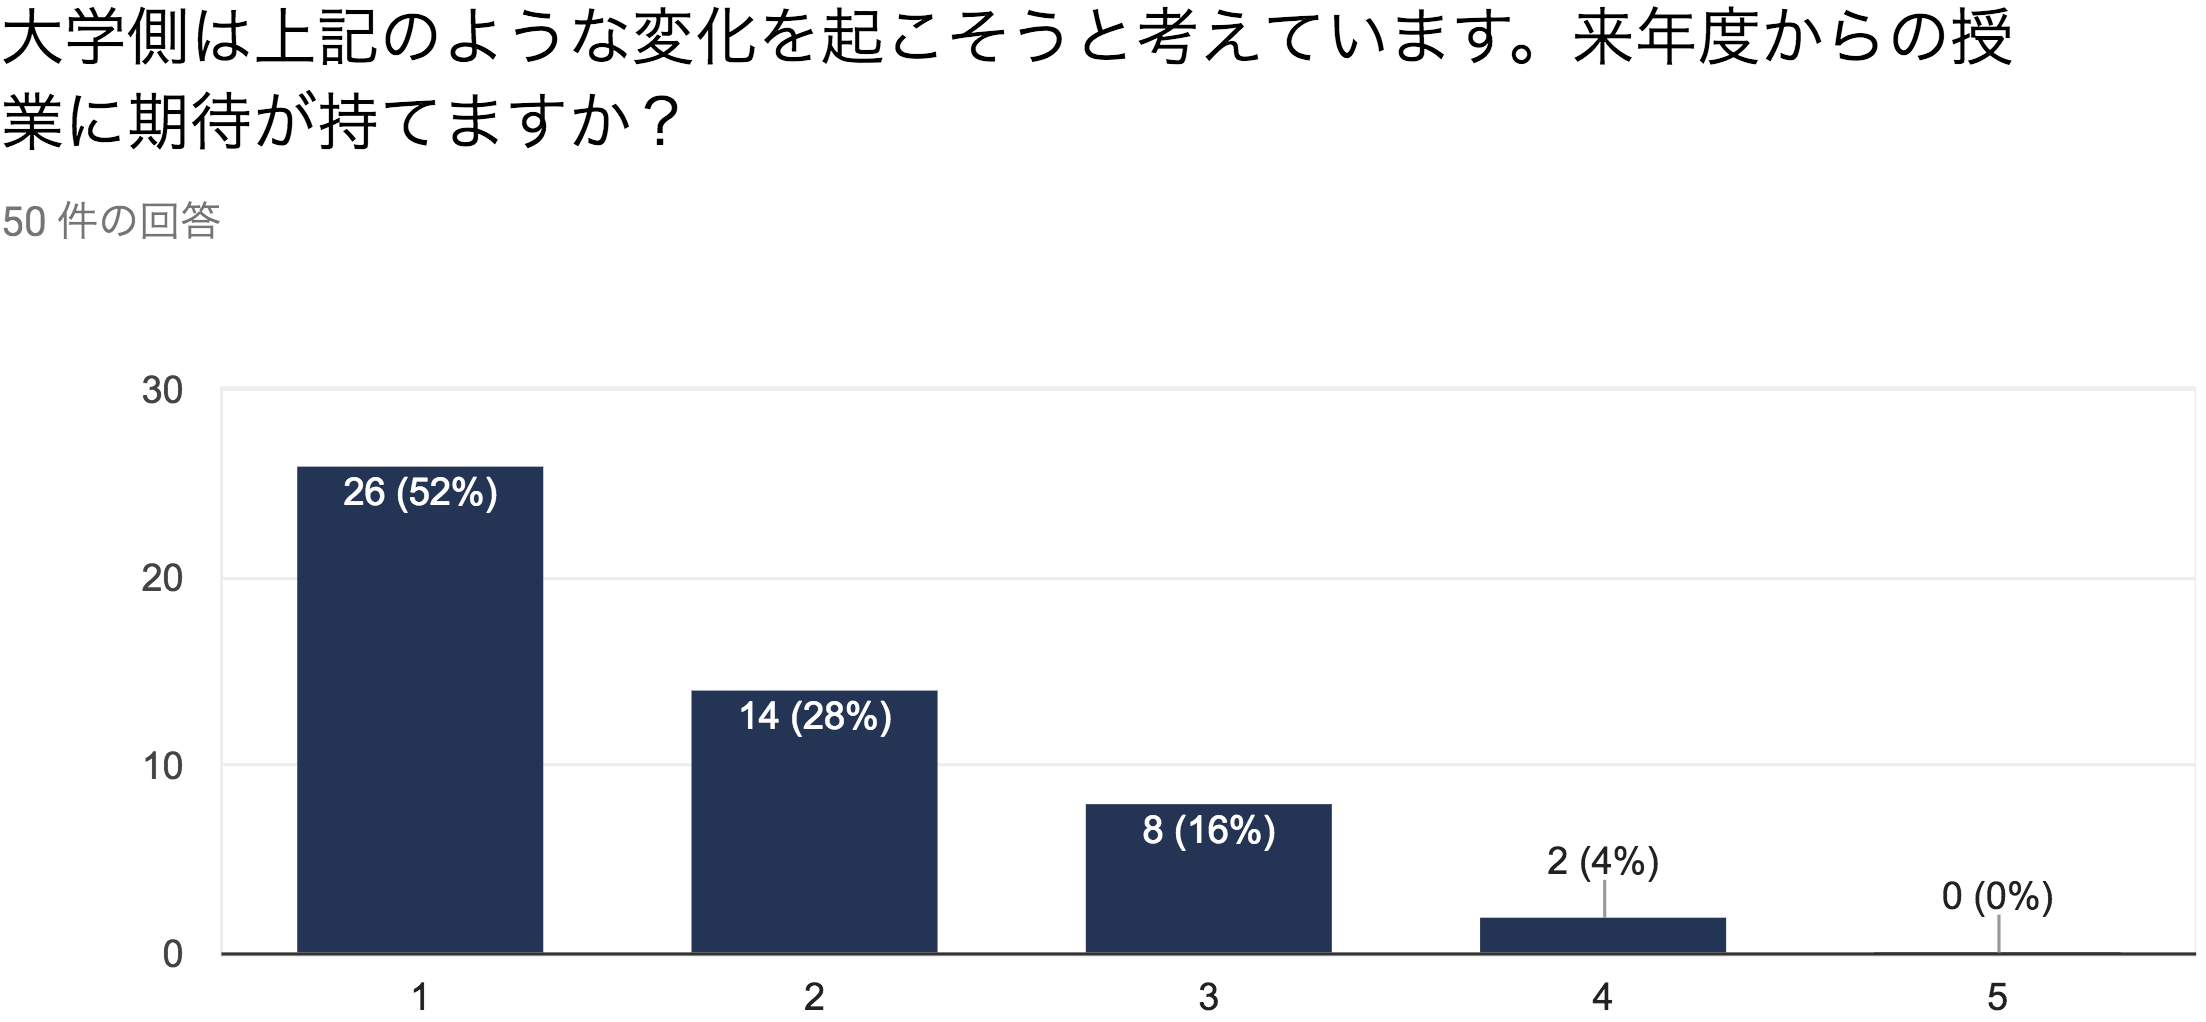 大学側は上記のような変化を起こそうと考えています。来年度からの授
業に期待が持てますか？
50 件の回答
30
20
10
0
26 (52%)
14 (28%)
8 (16%)
2 (4%)
0 (0%)
1 2 3 4 5